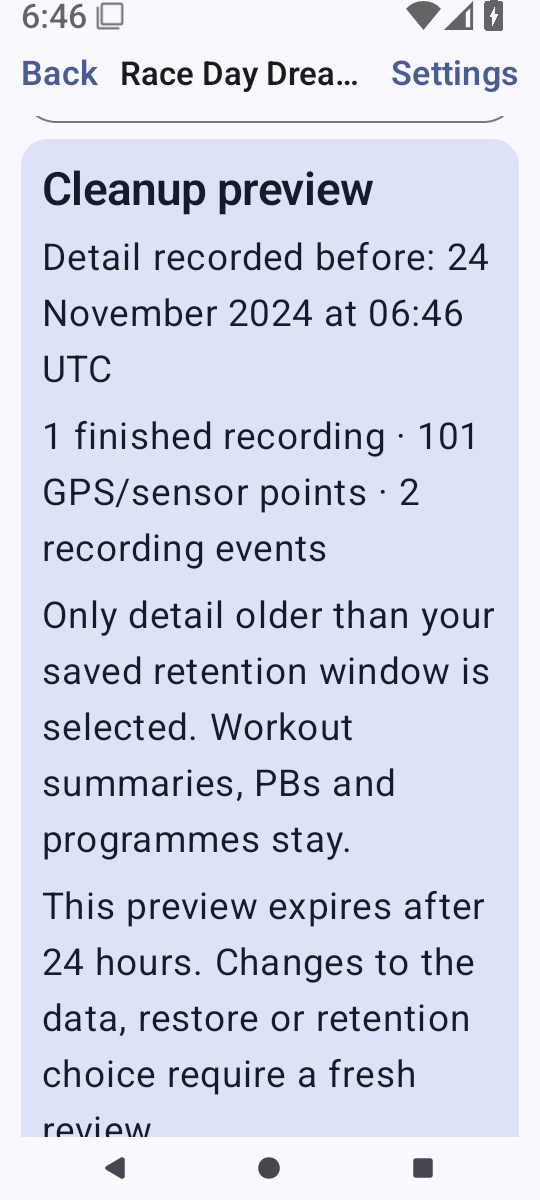 6:46
Back Race Day Drea... Settings
Cleanup preview
Detail recorded before: 24
November 2024 at 06:46
UTC
1 finished recording · 101
GPS/sensor points · 2
recording events
Only detail older than your
saved retention window is
selected. Workout
summaries, PBs and
programmes stay.
This preview expires after
24 hours. Changes to the
data, restore or retention
choice require a fresh
review